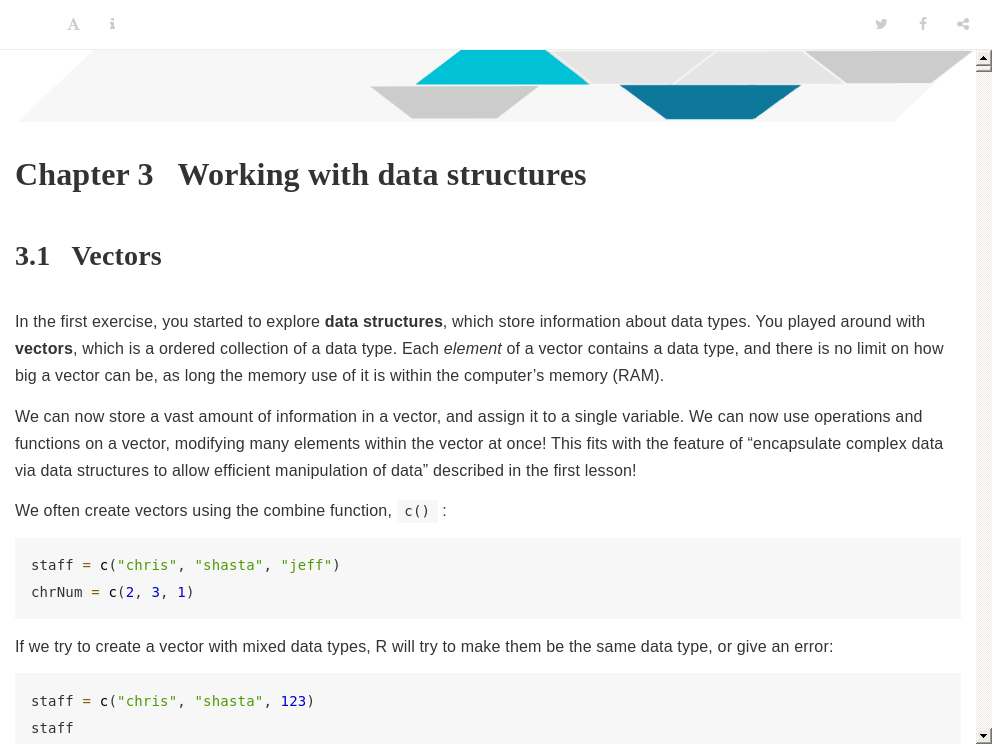 Chapter 3 Working with data structures
3.1 Vectors
In the first exercise, you started to explore data structures, which store information about data types. You played around with
vectors, which is a ordered collection of a data type. Each element of a vector contains a data type, and there is no limit on how
big a vector can be, as long the memory use of it is within the computer’s memory (RAM).
We can now store a vast amount of information in a vector, and assign it to a single variable. We can now use operations and
functions on a vector, modifying many elements within the vector at once! This fits with the feature of “encapsulate complex data
via data structures to allow efficient manipulation of data” described in the first lesson!
We often create vectors using the combine function, c() :
staff = c("chris", "shasta", "jeff")
chrNum = c(2, 3, 1)
If we try to create a vector with mixed data types, R will try to make them be the same data type, or give an error:
staff = c("chris", "shasta", 123)
staff